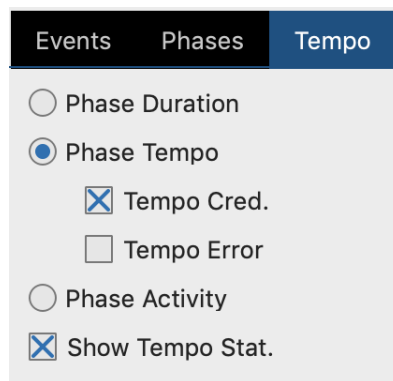 Events Phases Tempo
Phase Duration
Phase Tempo
Tempo Cred.
Tempo Error
Phase Activity
Show Tempo Stat.